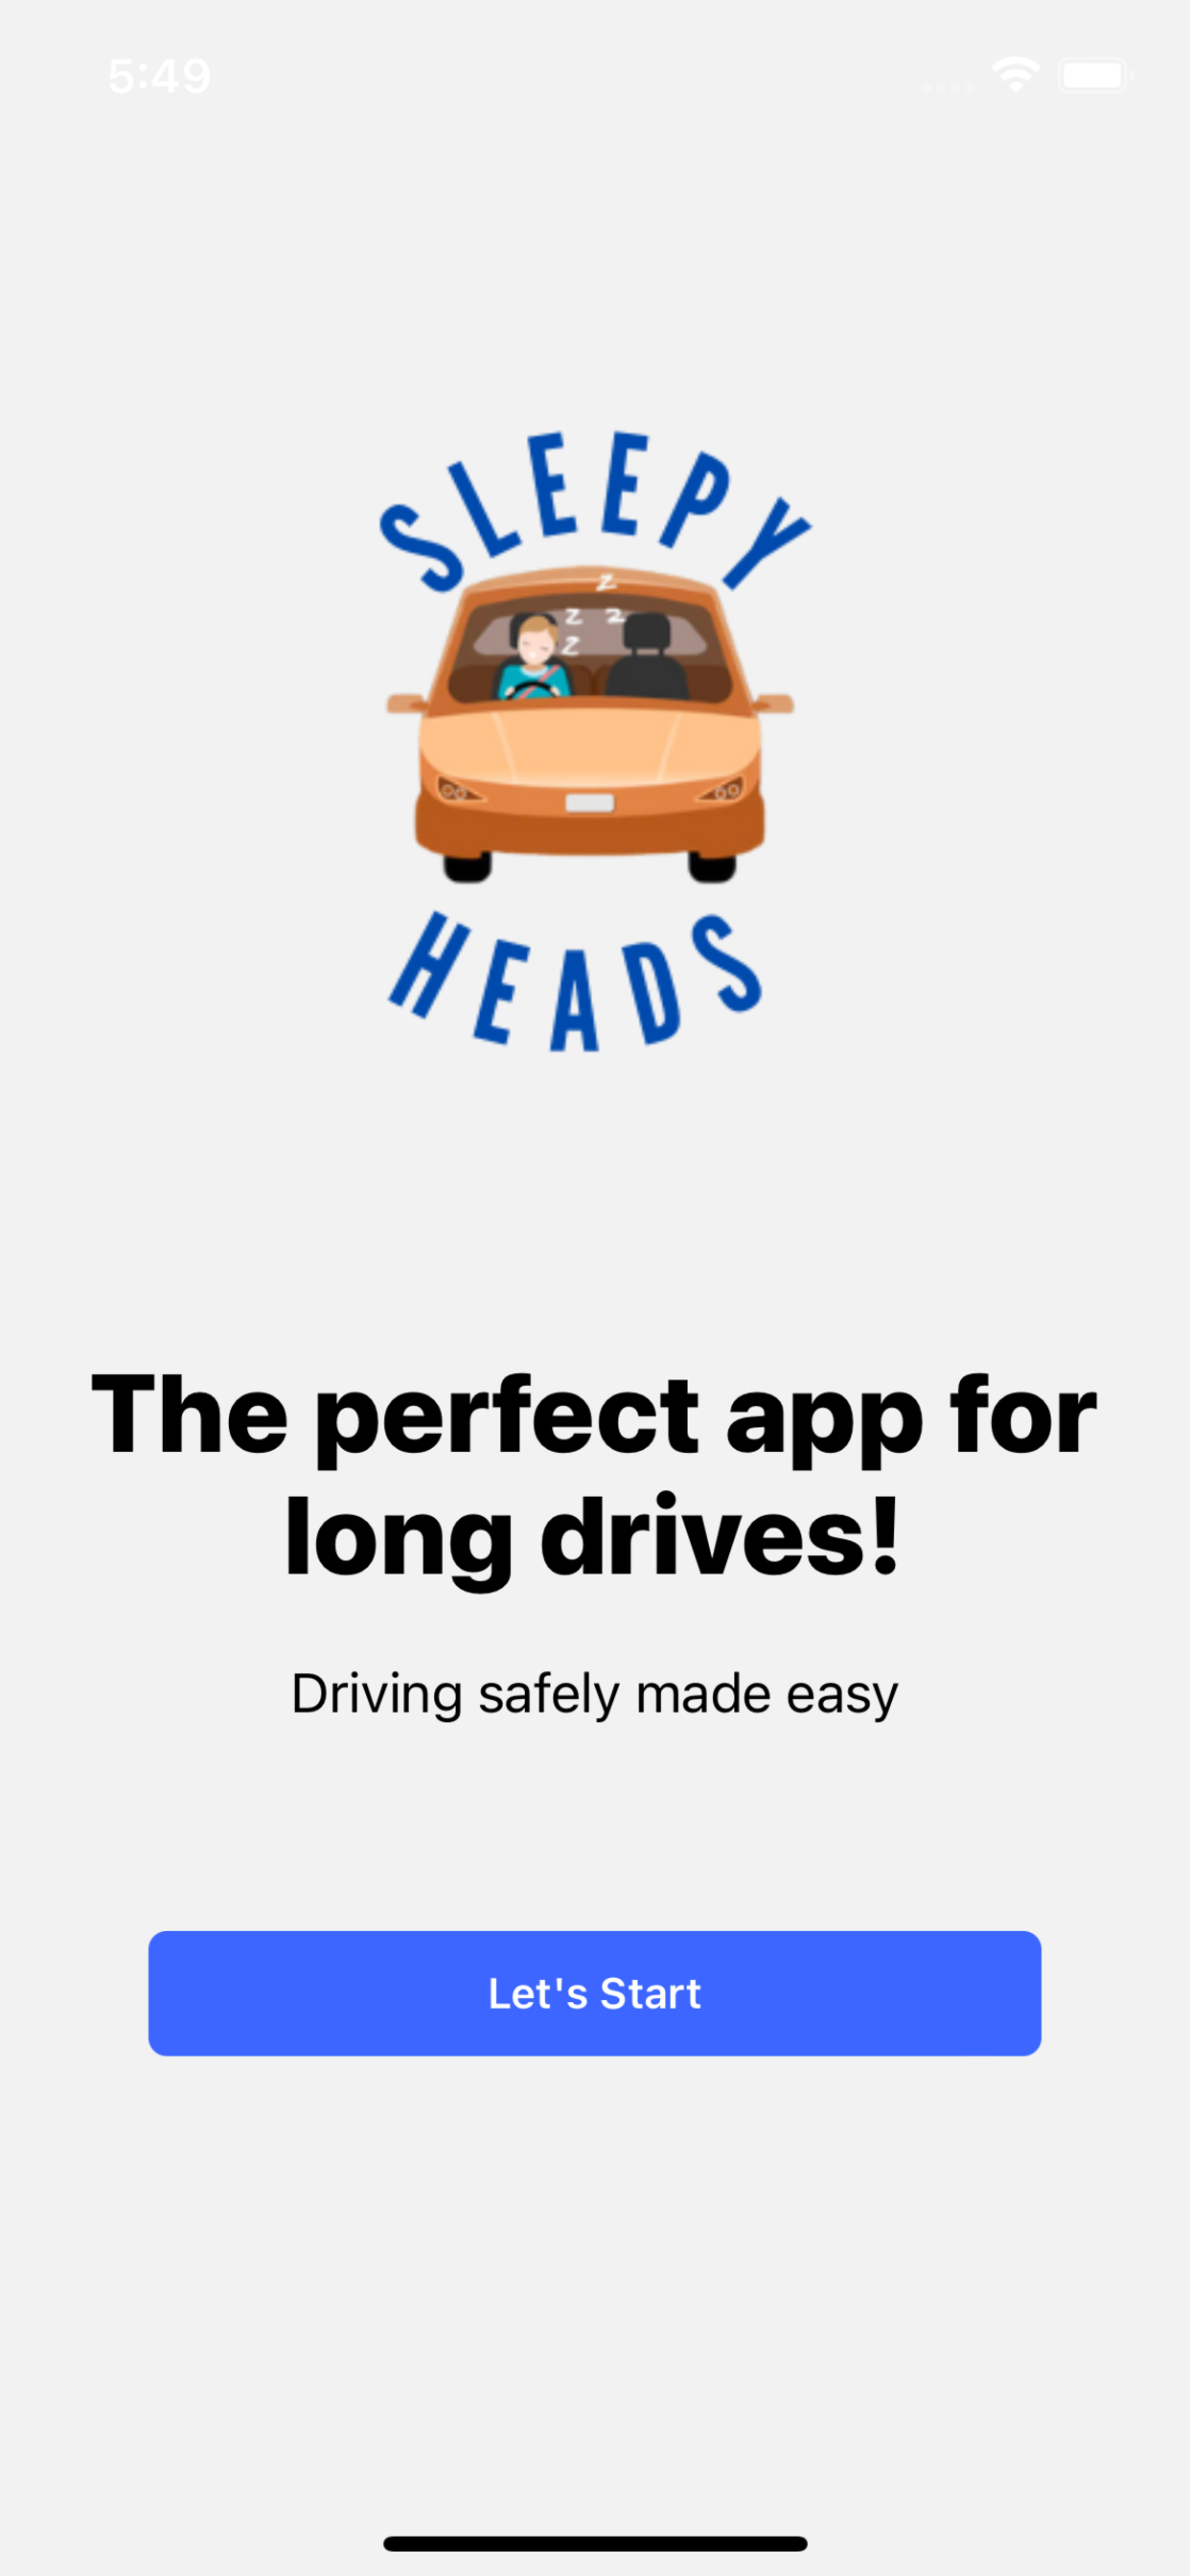 5:49
SLEEPY
z
z z
z
HEADS
The perfect app for
long drives!
Driving safely made easy
Let's Start